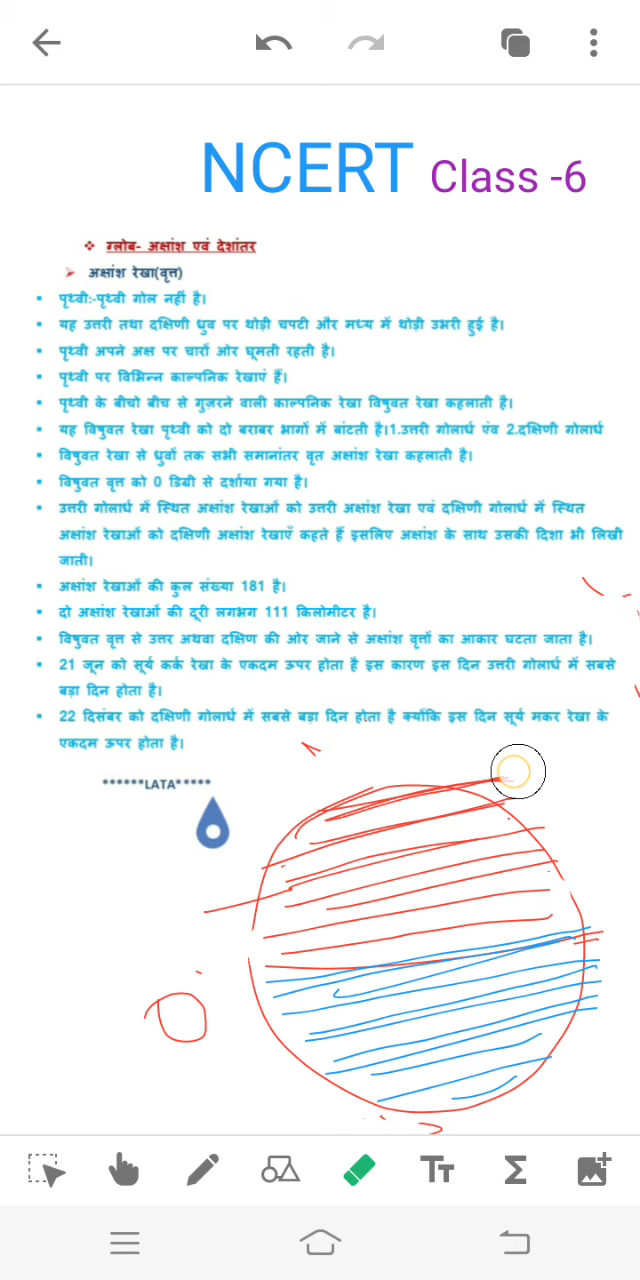 NCERT Class -6
❖ ग्लोब- अक्षांश एवं देशांतर
➤ अक्षांश रेखा(वृत्त)
▪ पृथ्वी:-पृथ्वी गोल नहीं है।
▪ यह उत्तरी तथा दक्षिणी ध्रुव पर थोड़ी चपटी और मध्य में थोड़ी उभरी हुई है।
▪ पृथ्वी अपने अक्ष पर चारों ओर घूमती रहती है।
▪ पृथ्वी पर विभिन्न काल्पनिक रेखाएं हैं।
▪ पृथ्वी के बीचो बीच से गुजरने वाली काल्पनिक रेखा विषुवत रेखा कहलाती है।
▪ यह विषुवत रेखा पृथ्वी को दो बराबर भागों में बांटती है।1.उत्तरी गोलार्ध एंव 2.दक्षिणी गोलार्ध
▪ विषुवत रेखा से ध्रुवों तक सभी समानांतर वृत अक्षांश रेखा कहलाती है।
▪ विषुवत वृत्त को 0 डिग्री से दर्शाया गया है।
▪ उत्तरी गोलार्ध में स्थित अक्षांश रेखाओं को उत्तरी अक्षांश रेखा एवं दक्षिणी गोलार्ध में स्थित
अक्षांश रेखाओं को दक्षिणी अक्षांश रेखाएँ कहते हैं इसलिए अक्षांश के साथ उसकी दिशा भी लिखी
जाती।
▪ अक्षांश रेखाओं की कुल संख्या 181 है।
▪ दो अक्षांश रेखाओं की दूरी लगभग 111 किलोमीटर है।
▪ विषुवत वृत्त से उत्तर अथवा दक्षिण की ओर जाने से अक्षांश वृत्तों का आकार घटता जाता है।
▪ 21 जून को सूर्य कर्क रेखा के एकदम ऊपर होता है इस कारण इस दिन उत्तरी गोलार्ध में सबसे
बड़ा दिन होता है।
▪ 22 दिसंबर को दक्षिणी गोलार्ध में सबसे बड़ा दिन होता है क्योंकि इस दिन सूर्य मकर रेखा के
एकदम ऊपर होता है।
******LATA*****